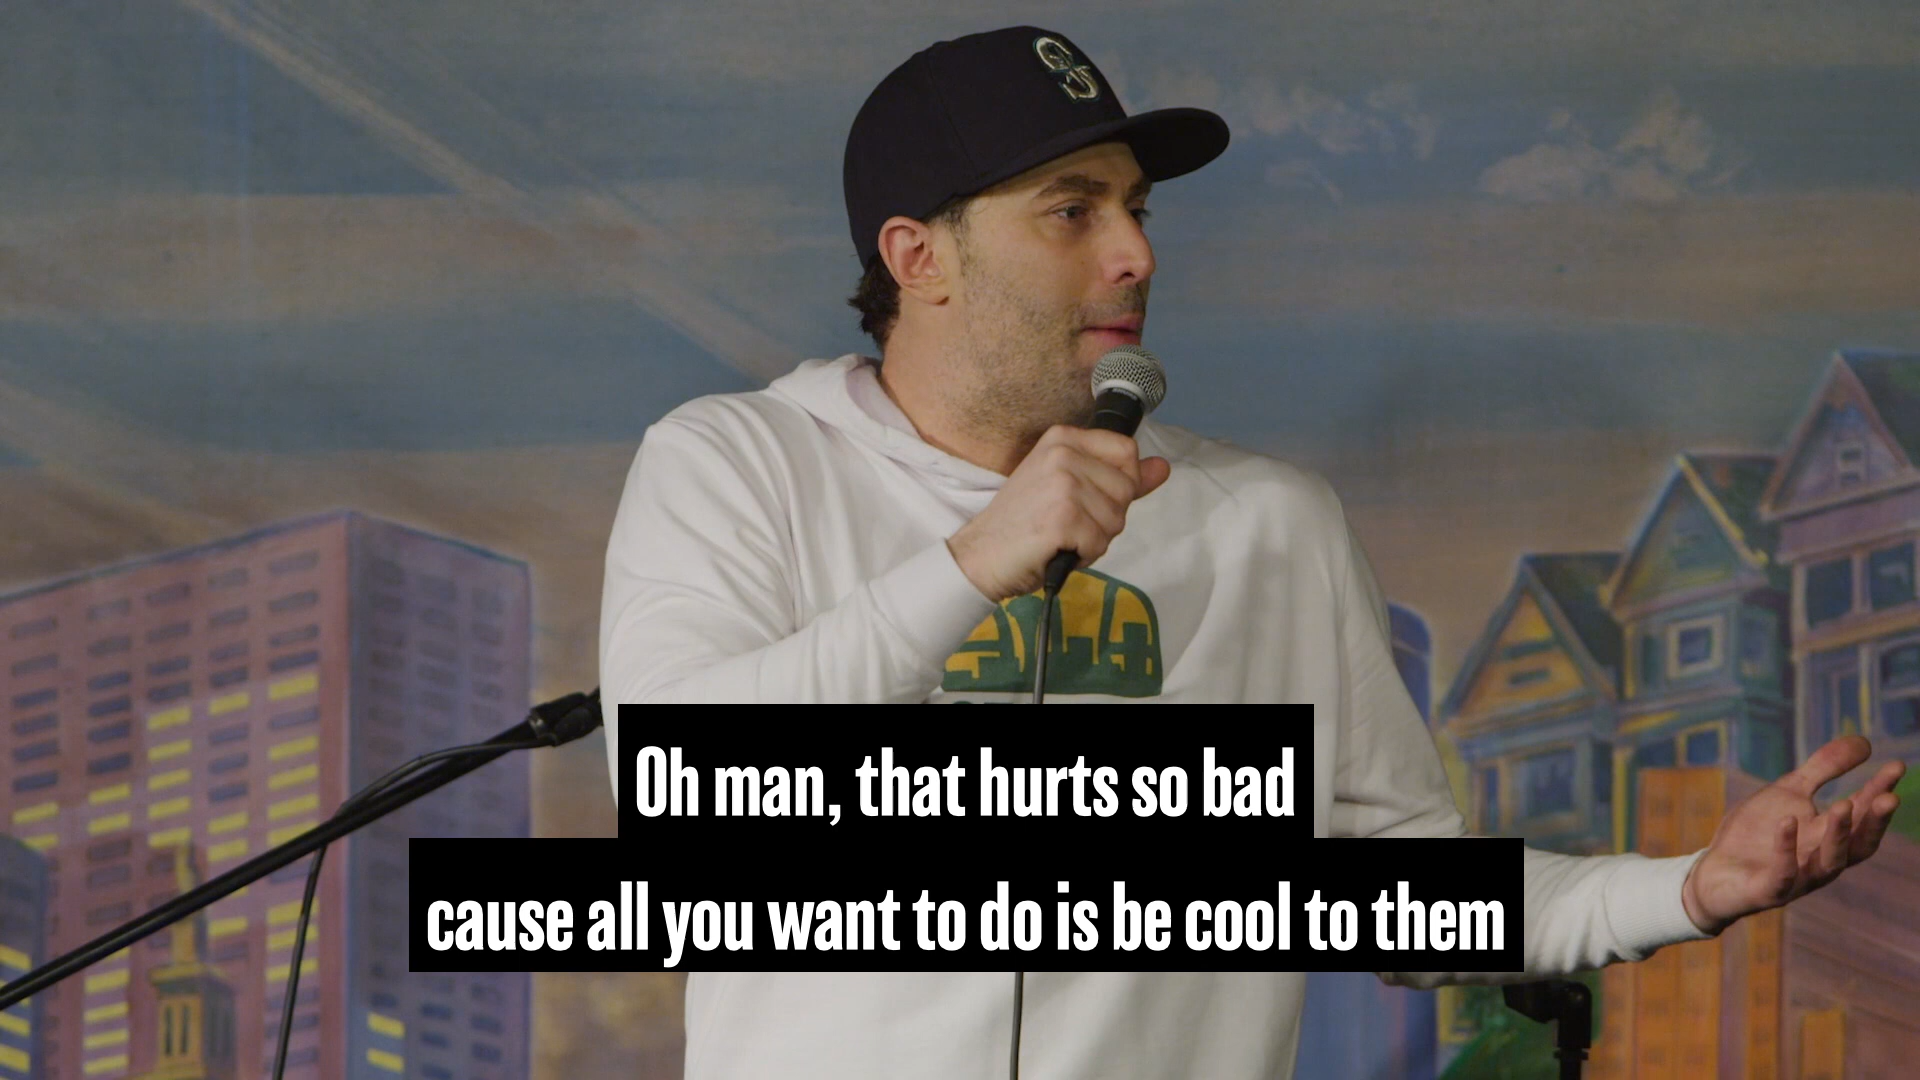 S
Oh man, that hurts so bad
cause all you want to do is be cool to them